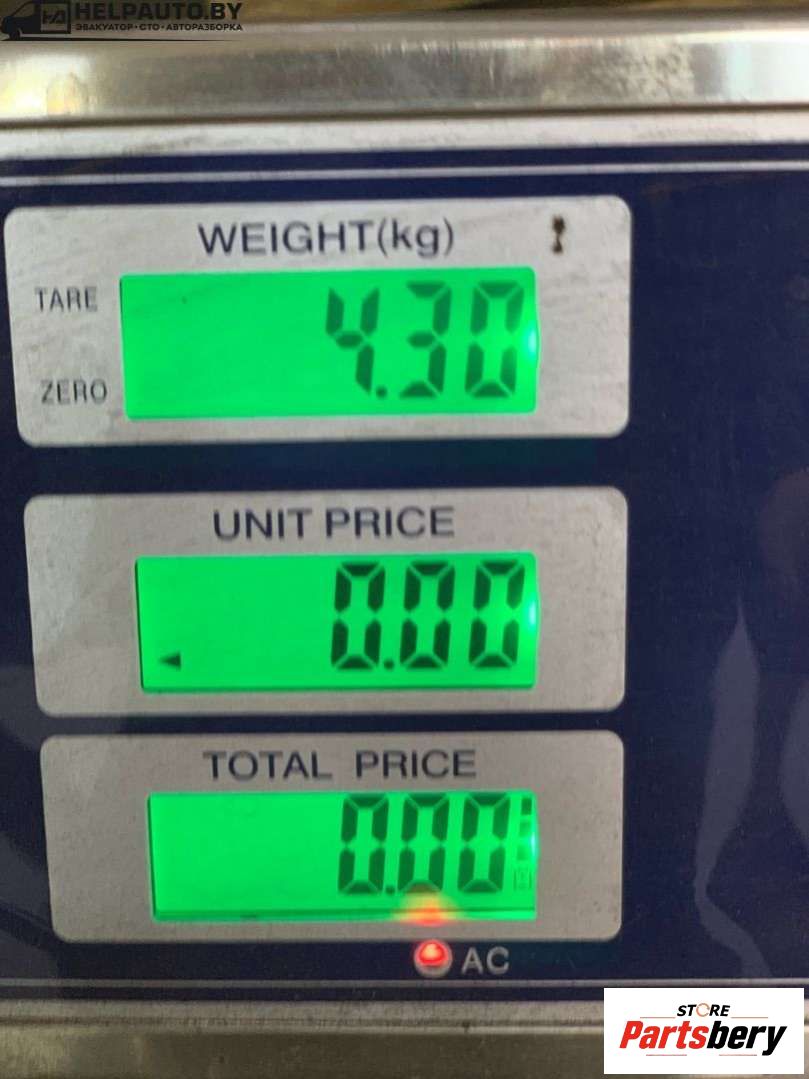 HELPAUTO.BY
ЭВАКУАТОР • СТО • АВТОРАЗБОРКА
WEIGHT(kg)
TARE
4.30
ZERO
UNIT PRICE
0.00
TOTAL PRICE
0.00
AC
STORE
Partsbery